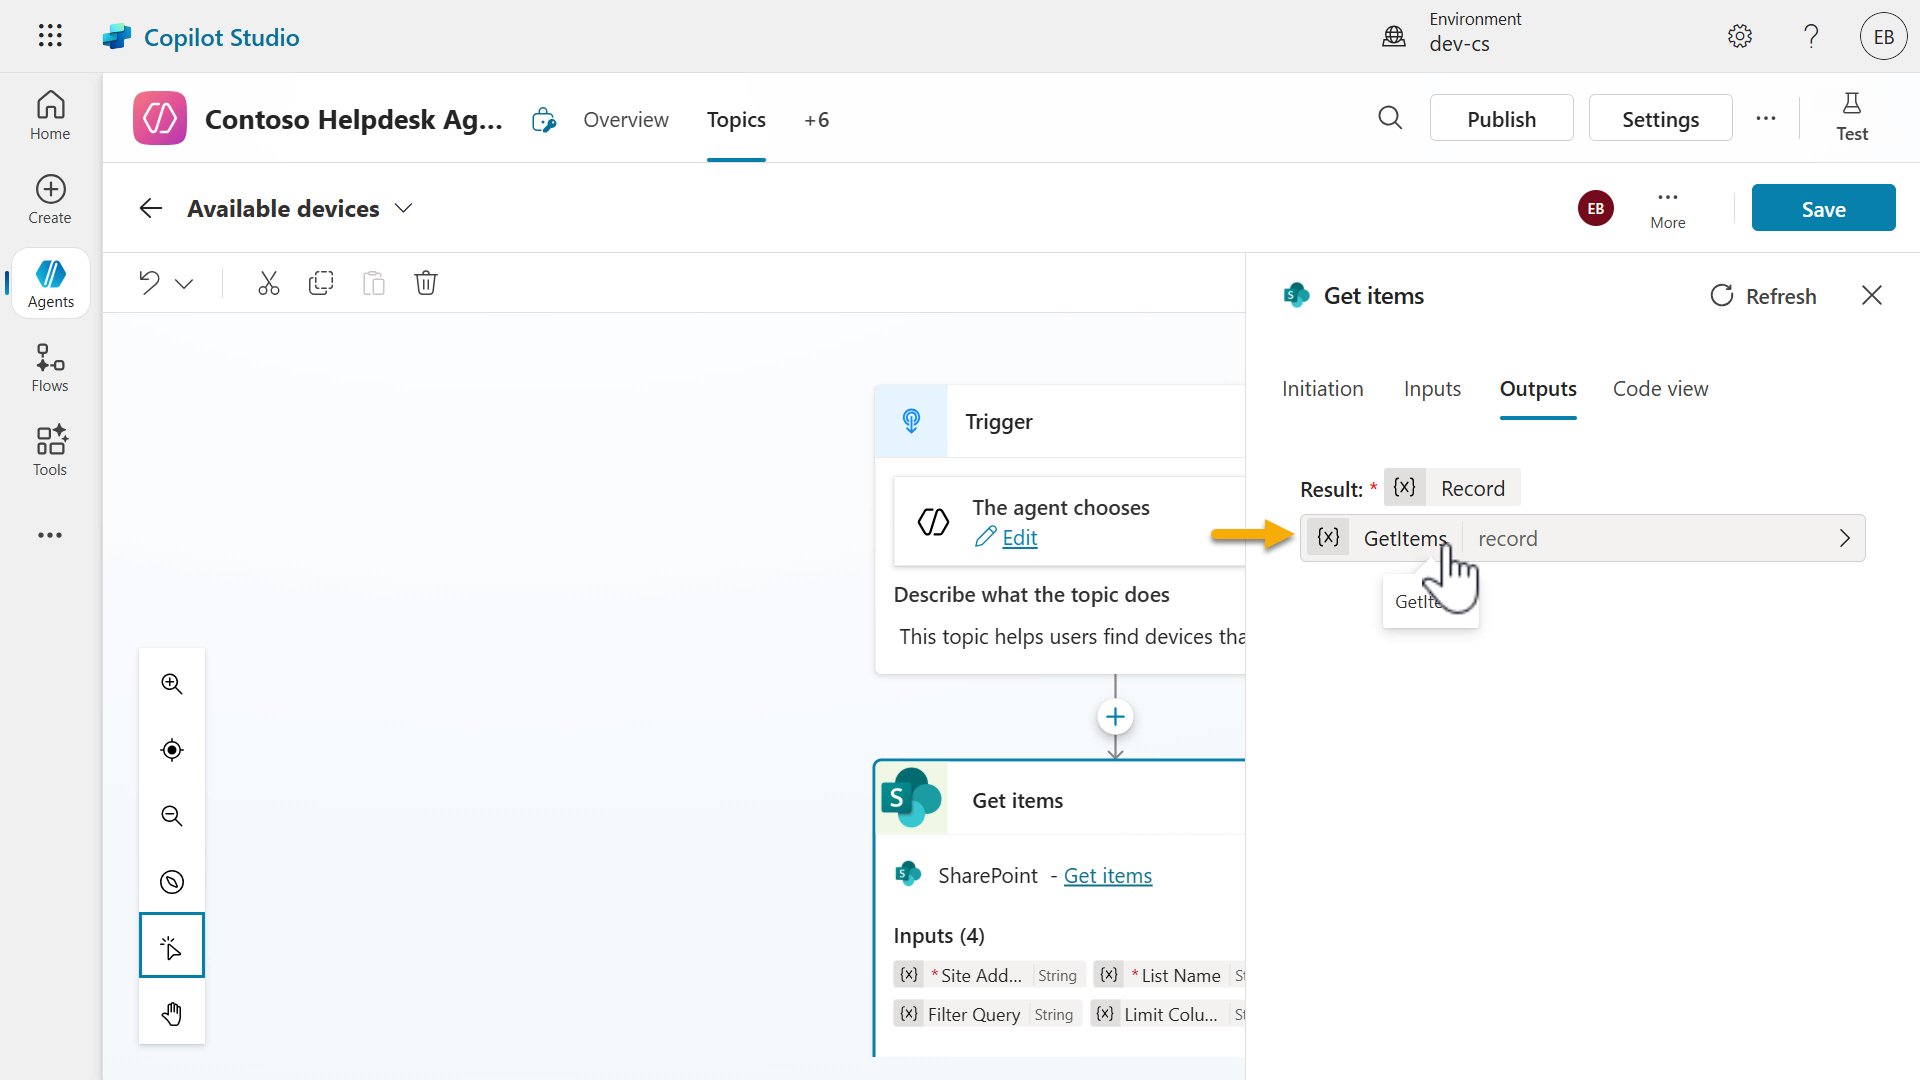 Copilot Studio
Environment
dev-cs
EB
Home
Create
Agents
Flows
Tools
Contoso Helpdesk Ag...
Overview
Topics
+6
Publish
Settings
Test
Available devices
EB
More
Save
Trigger
The agent chooses
Edit
Describe what the topic does
This topic helps users find devices tha
Get items
SharePoint - Get items
Inputs (4)
{x} *Site Add... String {x} *List Name St
{x} Filter Query String {x} Limit Colu... St
Get items
Refresh
Initiation
Inputs
Outputs
Code view
Result: * {x} Record
{x} GetItems record